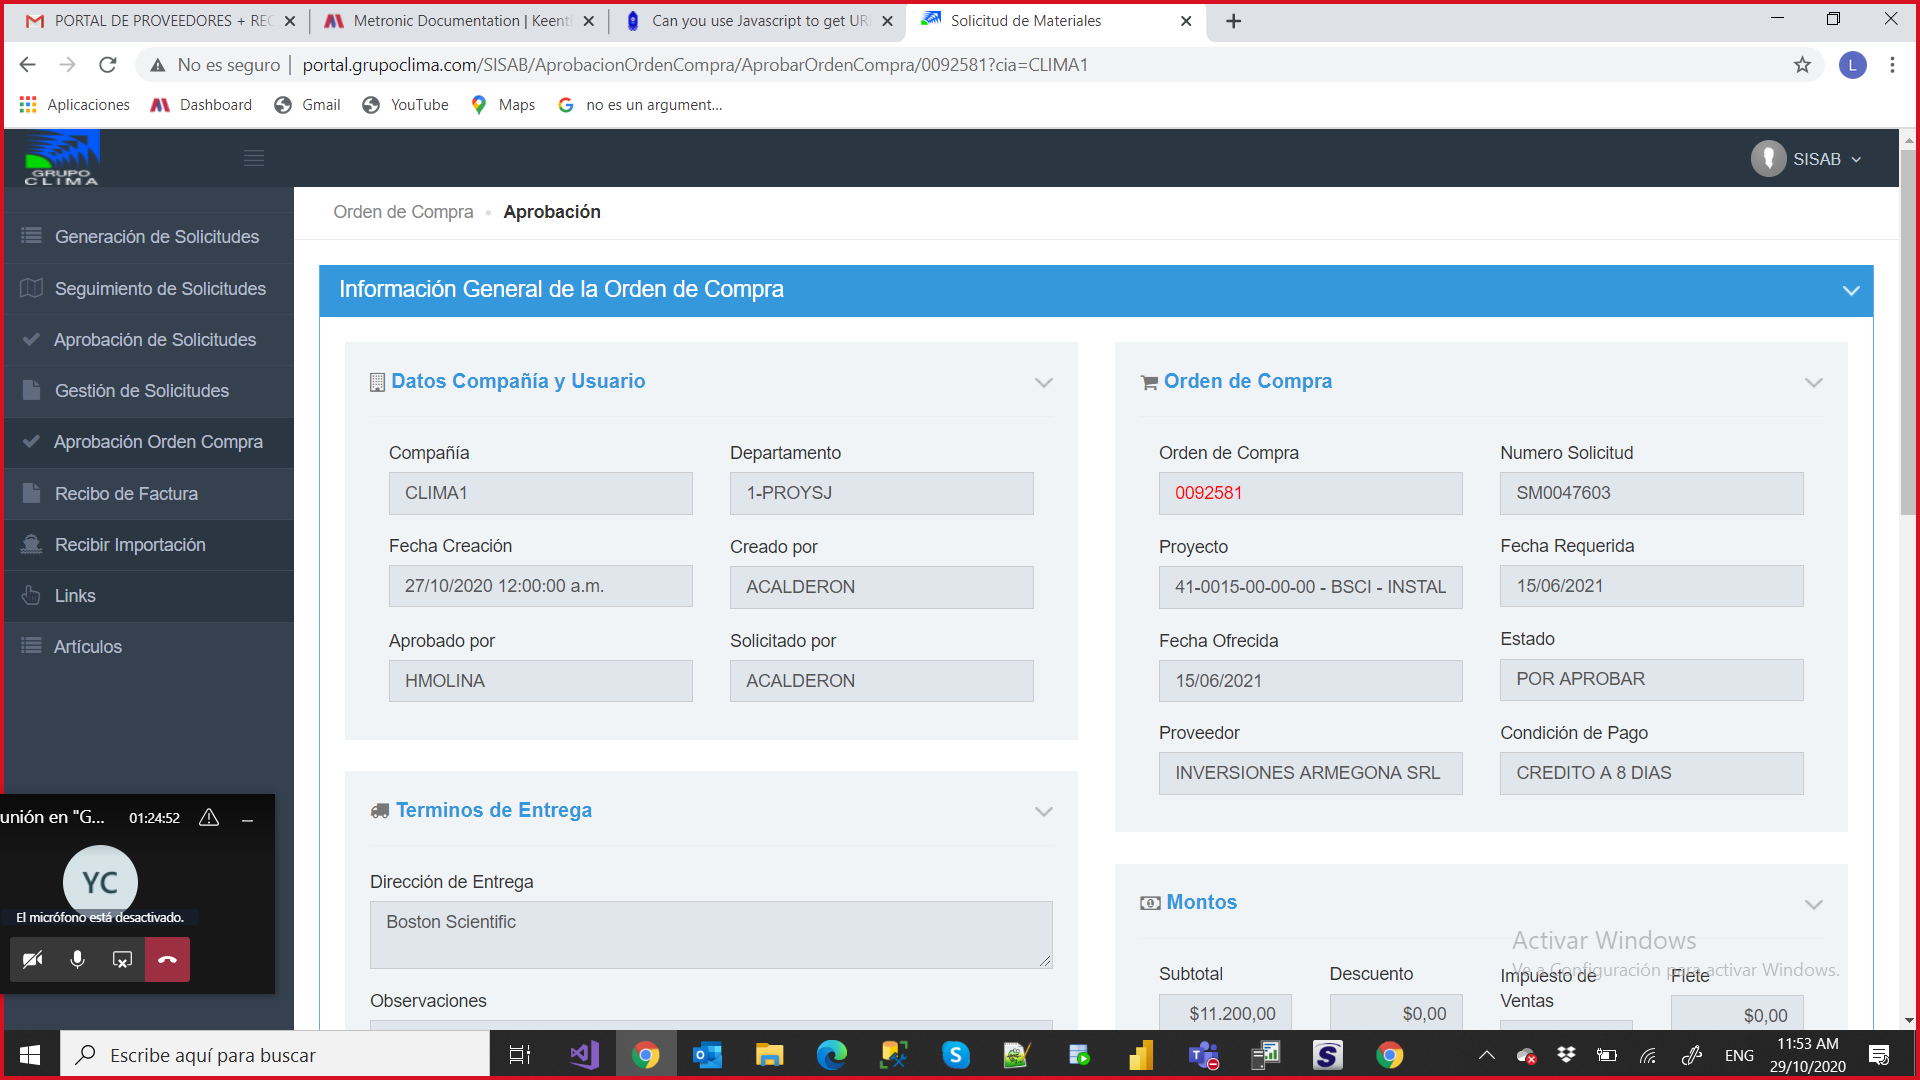 PORTAL DE PROVEEDORES + REC
Metronic Documentation | Keent
Can you use Javascript to get URL
Solicitud de Materiales
No es seguro | portal.grupoclima.com/SISAB/AprobacionOrdenCompra/AprobarOrdenCompra/0092581?cia=CLIMA1
L
Aplicaciones Dashboard Gmail YouTube Maps no es un argument...
GRUPO
CLIMA
SISAB
Orden de Compra Aprobación
Generación de Solicitudes
Seguimiento de Solicitudes
Aprobación de Solicitudes
Gestión de Solicitudes
Aprobación Orden Compra
Recibo de Factura
Recibir Importación
Links
Artículos
Información General de la Orden de Compra
Datos Compañía y Usuario
Compañía Departamento
CLIMA1 1-PROYSJ
Fecha Creación Creado por
27/10/2020 12:00:00 a.m. ACALDERON
Aprobado por Solicitado por
HMOLINA ACALDERON
Orden de Compra
Orden de Compra Numero Solicitud
0092581 SM0047603
Proyecto Fecha Requerida
41-0015-00-00-00 - BSCI - INSTAL 15/06/2021
Fecha Ofrecida Estado
15/06/2021 POR APROBAR
Proveedor Condición de Pago
INVERSIONES ARMEGONA SRL CREDITO A 8 DIAS
Terminos de Entrega
Dirección de Entrega
Boston Scientific
Observaciones
Montos
Subtotal Descuento Impuesto de Ventas Flete
$11.200,00 $0,00 $0,00
Activar Windows
Ve a Configuración para activar Windows.
unión en "G... 01:24:52
YC
El micrófono está desactivado.
Escribe aquí para buscar
ENG
11:53 AM
29/10/2020